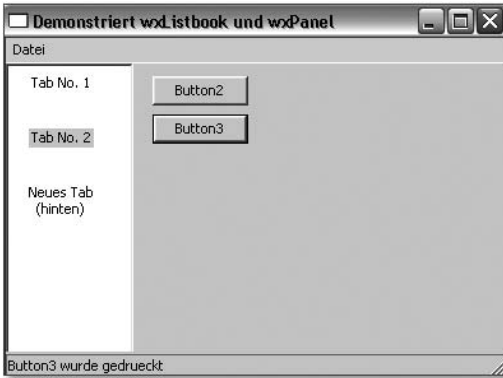 Demonstriert wxListbook und wxPanel
Datei
Tab No. 1
Tab No. 2
Neues Tab
(hinten)
Button2
Button3
Button3 wurde gedrueckt